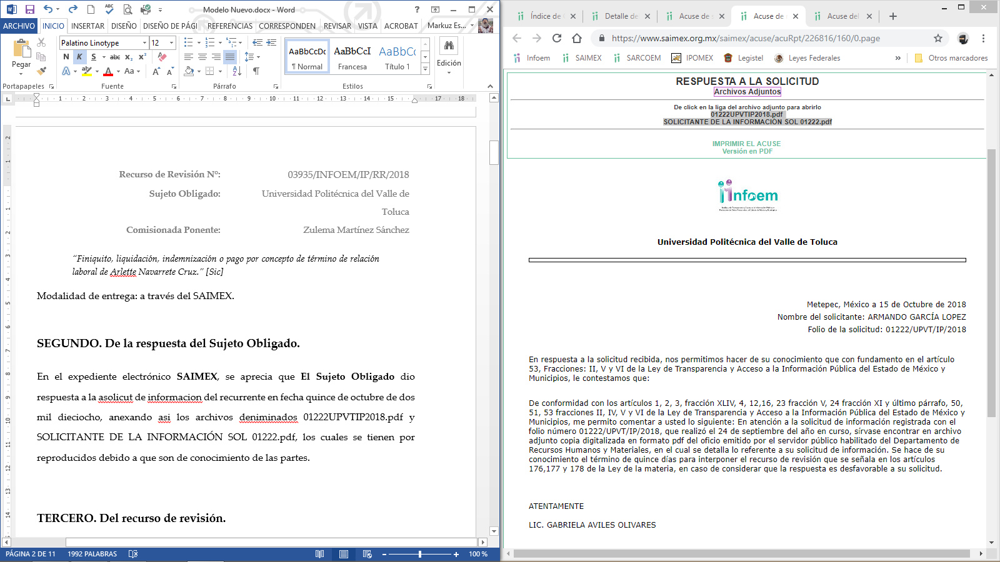 Modelo Nuevo.docx - Word
ARCHIVO INICIO INSERTAR DISEÑO DISEÑO DE PÁGI REFERENCIAS CORRESPONDEN REVISAR VISTA ACROBAT Markuz Es...
Pegar
Palatino Linotype 12
N K S abc x₂ x²
A ab A Aa A A ¶
AaBbCcDc AaBbCcI AaBbCc
¶ Normal Francesa Título 1
Edición
Portapapeles Fuente Párrafo Estilos
1 2 3 4 5 6 7 8 9 10 11 12 13 14 15 17 18
Recurso de Revisión N°: 03935/INFOEM/IP/RR/2018
Sujeto Obligado: Universidad Politécnica del Valle de
Toluca
Comisionada Ponente: Zulema Martínez Sánchez
“Finiquito, liquidación, indemnización o pago por concepto de término de relación
laboral de Arlette Navarrete Cruz.” [Sic]
Modalidad de entrega: a través del SAIMEX.
SEGUNDO. De la respuesta del Sujeto Obligado.
En el expediente electrónico SAIMEX, se aprecia que El Sujeto Obligado dio
respuesta a la asolicut de informacion del recurrente en fecha quince de octubre de dos
mil dieciocho, anexando asi los archivos deniminados 01222UPVTIP2018.pdf y
SOLICITANTE DE LA INFORMACIÓN SOL 01222.pdf, los cuales se tienen por
reproducidos debido a que son de conocimiento de las partes.
TERCERO. Del recurso de revisión.
PÁGINA 2 DE 11 1992 PALABRAS 100 %
Índice de Detalle de Acuse de s Acuse de Acuse del
https://www.saimex.org.mx/saimex/acuse/acuRpt/226816/160/0.page
Infoem SAIMEX SARCOEM IPOMEX Legistel Leyes Federales » Otros marcadores
RESPUESTA A LA SOLICITUD
Archivos Adjuntos
De click en la liga del archivo adjunto para abrirlo
01222UPVTIP2018.pdf
SOLICITANTE DE LA INFORMACIÓN SOL 01222.pdf
IMPRIMIR EL ACUSE
Versión en PDF
infoem
Universidad Politécnica del Valle de Toluca
Metepec, México a 15 de Octubre de 2018
Nombre del solicitante: ARMANDO GARCÍA LOPEZ
Folio de la solicitud: 01222/UPVT/IP/2018
En respuesta a la solicitud recibida, nos permitimos hacer de su conocimiento que con fundamento en el artículo
53, Fracciones: II, V y VI de la Ley de Transparencia y Acceso a la Información Pública del Estado de México y
Municipios, le contestamos que:
De conformidad con los artículos 1, 2, 3, fracción XLIV, 4, 12,16, 23 fracción V, 24 fracción XI y último párrafo, 50,
51, 53 fracciones II, IV, V y VI de la Ley de Transparencia y Acceso a la Información Pública del Estado de México y
Municipios, me permito comentar a usted lo siguiente: En atención a la solicitud de información registrada con el
folio número 01222/UPVT/IP/2018, que realizó el 24 de septiembre del año en curso, sírvase encontrar en archivo
adjunto copia digitalizada en formato pdf del oficio emitido por el servidor público habilitado del Departamento de
Recursos Humanos y Materiales, en el cual se detalla lo referente a su solicitud de información. Se hace de su
conocimiento el término de quince días para interponer el recurso de revisión que se señala en los artículos
176,177 y 178 de la Ley de la materia, en caso de considerar que la respuesta es desfavorable a su solicitud.
ATENTAMENTE
LIC. GABRIELA AVILES OLIVARES